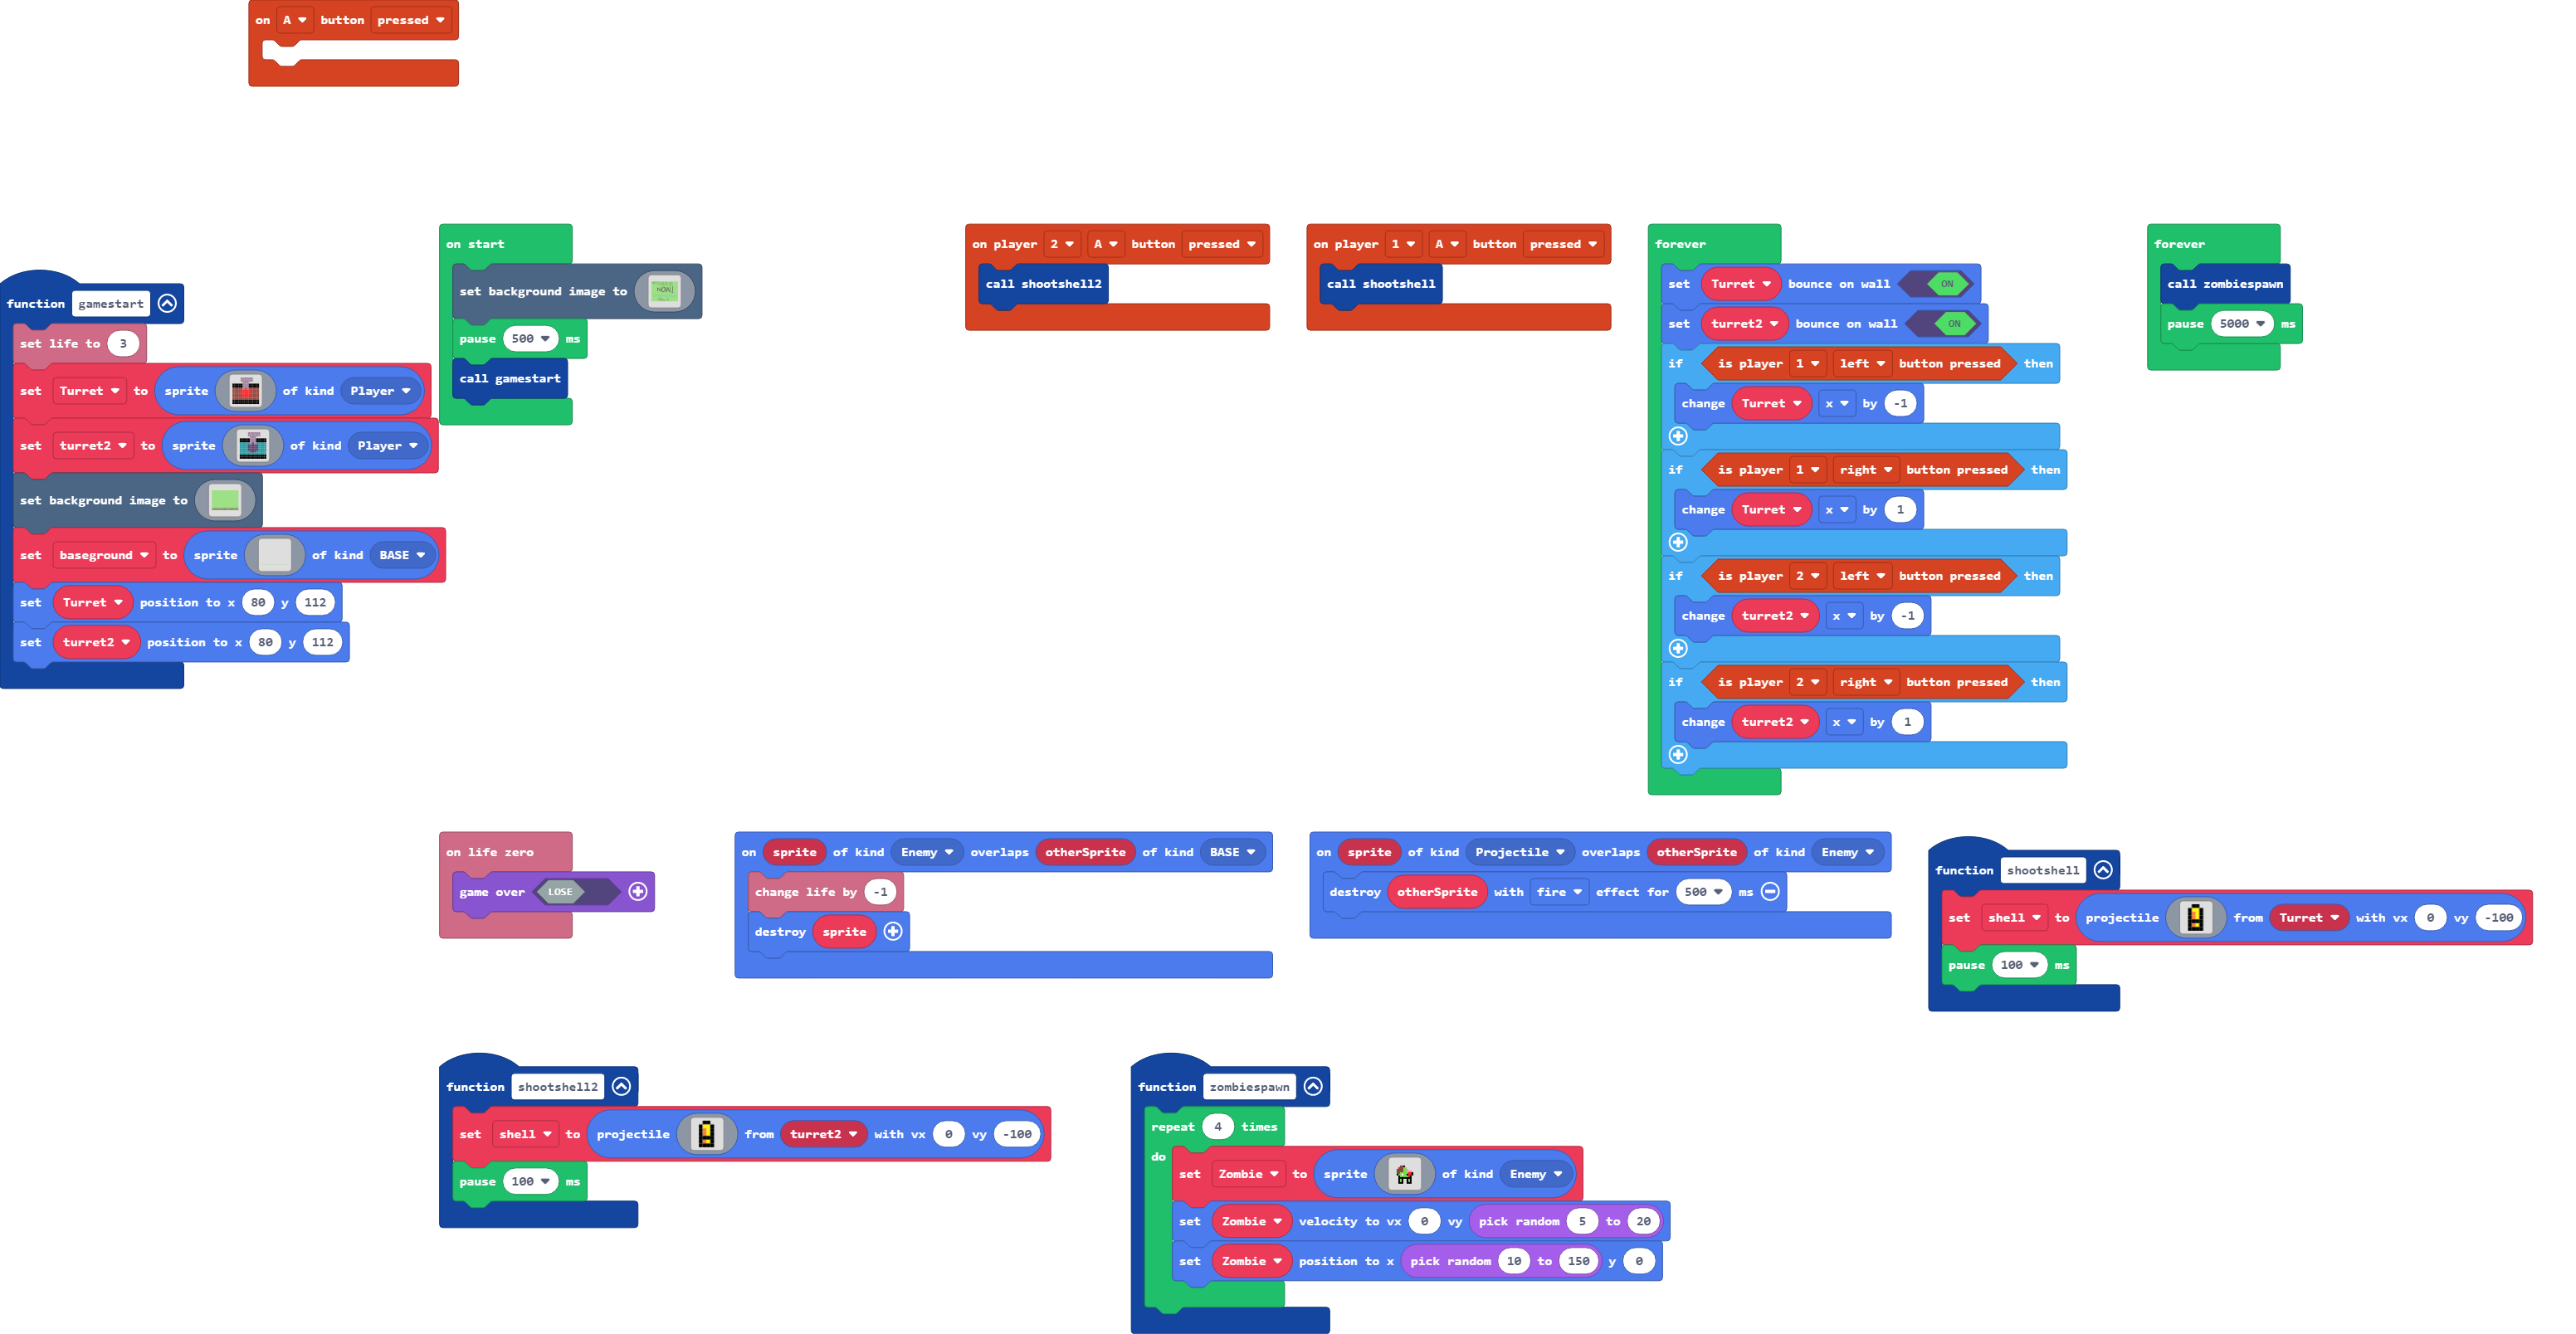 on A button pressed
function gamestart
set life to 3
set Turret to sprite of kind Player
set turret2 to sprite of kind Player
set background image to
set baseground to sprite of kind BASE
set Turret position to x 80 y 112
set turret2 position to x 80 y 112
on start
set background image to NOW!
pause 500 ms
call gamestart
on player 2 A button pressed
call shootshell2
on player 1 A button pressed
call shootshell
forever
set Turret bounce on wall ON
set turret2 bounce on wall ON
if is player 1 left button pressed then
change Turret x by -1
if is player 1 right button pressed then
change Turret x by 1
if is player 2 left button pressed then
change turret2 x by -1
if is player 2 right button pressed then
change turret2 x by 1
forever
call zombiespawn
pause 5000 ms
on life zero
game over LOSE
on sprite of kind Enemy overlaps otherSprite of kind BASE
change life by -1
destroy sprite
on sprite of kind Projectile overlaps otherSprite of kind Enemy
destroy otherSprite with fire effect for 500 ms
function shootshell
set shell to projectile from Turret with vx 0 vy -100
pause 100 ms
function shootshell2
set shell to projectile from turret2 with vx 0 vy -100
pause 100 ms
function zombiespawn
repeat 4 times
do
set Zombie to sprite of kind Enemy
set Zombie velocity to vx 0 vy pick random 5 to 20
set Zombie position to x pick random 10 to 150 y 0